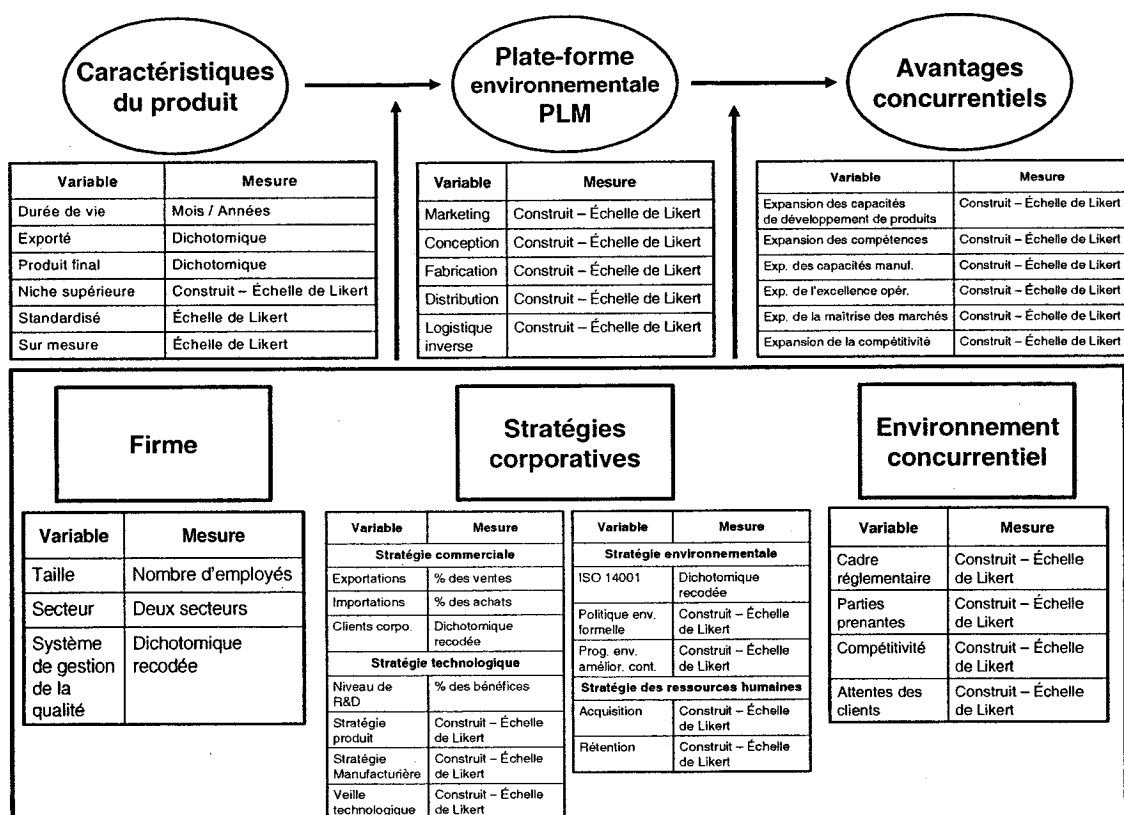 Caractéristiques
du produit
Plate-forme
environnementale
PLM
Avantages
concurrentiels
Variable Mesure
Durée de vie Mois / Années
Exporté Dichotomique
Produit final Dichotomique
Niche supérieure Construit – Échelle de Likert
Standardisé Échelle de Likert
Sur mesure Échelle de Likert
Variable Mesure
Marketing Construit – Échelle de Likert
Conception Construit – Échelle de Likert
Fabrication Construit – Échelle de Likert
Distribution Construit – Échelle de Likert
Logistique Construit – Échelle de Likert
inverse
Variable Mesure
Expansion des capacités Construit – Échelle de Likert
de développement de produits
Expansion des compétences Construit – Échelle de Likert
Exp. des capacités manuf. Construit – Échelle de Likert
Exp. de l'excellence opér. Construit – Échelle de Likert
Exp. de la maîtrise des marchés Construit – Échelle de Likert
Expansion de la compétitivité Construit – Échelle de Likert
Firme
Stratégies
corporatives
Environnement
concurrentiel
Variable Mesure
Taille Nombre d'employés
Secteur Deux secteurs
Système Dichotomique
de gestion recodée
de la
qualité
Variable Mesure
Stratégie commerciale
Exportations % des ventes
Importations % des achats
Clients corpo. Dichotomique
recodée
Stratégie technologique
Niveau de % des bénéfices
R&D
Stratégie Construit – Échelle
produit de Likert
Stratégie Construit – Échelle
Manufacturière de Likert
Veille Construit – Échelle
technologique de Likert
Variable Mesure
Stratégie environnementale
ISO 14001 Dichotomique
recodée
Politique env. Construit – Échelle
formelle de Likert
Prog. env. Construit – Échelle
amélior. cont. de Likert
Stratégie des ressources humaines
Acquisition Construit – Échelle
de Likert
Rétention Construit – Échelle
de Likert
Variable Mesure
Cadre Construit – Échelle
réglementaire de Likert
Parties Construit – Échelle
prenantes de Likert
Compétitivité Construit – Échelle
de Likert
Attentes des Construit – Échelle
clients de Likert